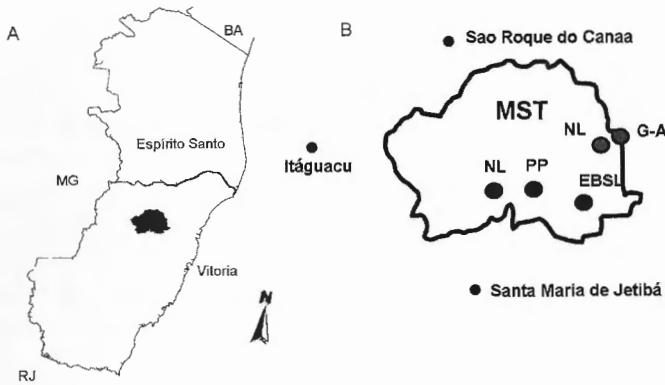 A
BA
Espírito Santo
MG
Vitoria
RJ
N
Itáguacu
B
Sao Roque do Canaa
MST
NL
G-A
NL
PP
EBSL
Santa Maria de Jetibá